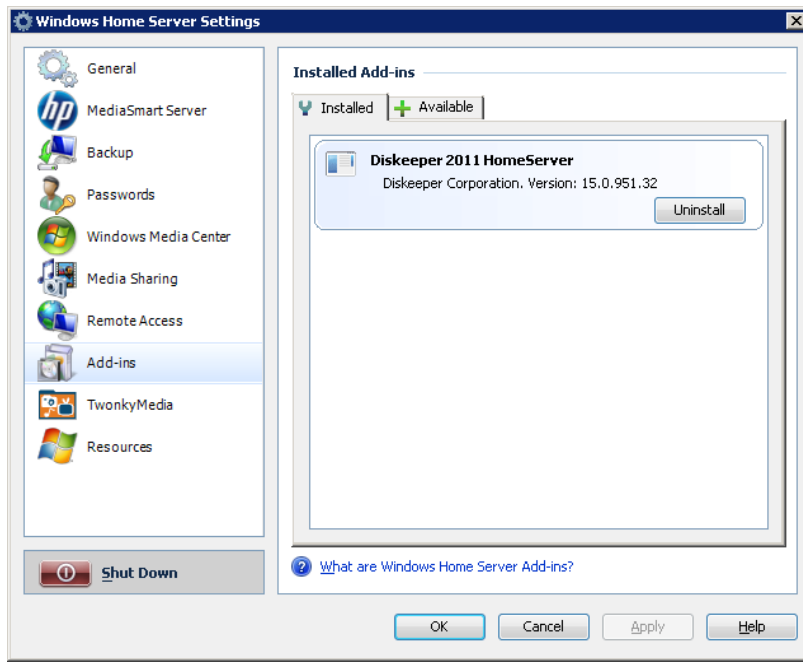 Windows Home Server Settings
General
hp
MediaSmart Server
Backup
Passwords
Windows Media Center
Media Sharing
Remote Access
Add-ins
TwonkyMedia
Resources
Shut Down
Installed Add-ins
Installed
Available
Diskeeper 2011 HomeServer
Diskeeper Corporation. Version: 15.0.951.32
Uninstall
What are Windows Home Server Add-ins?
OK
Cancel
Apply
Help